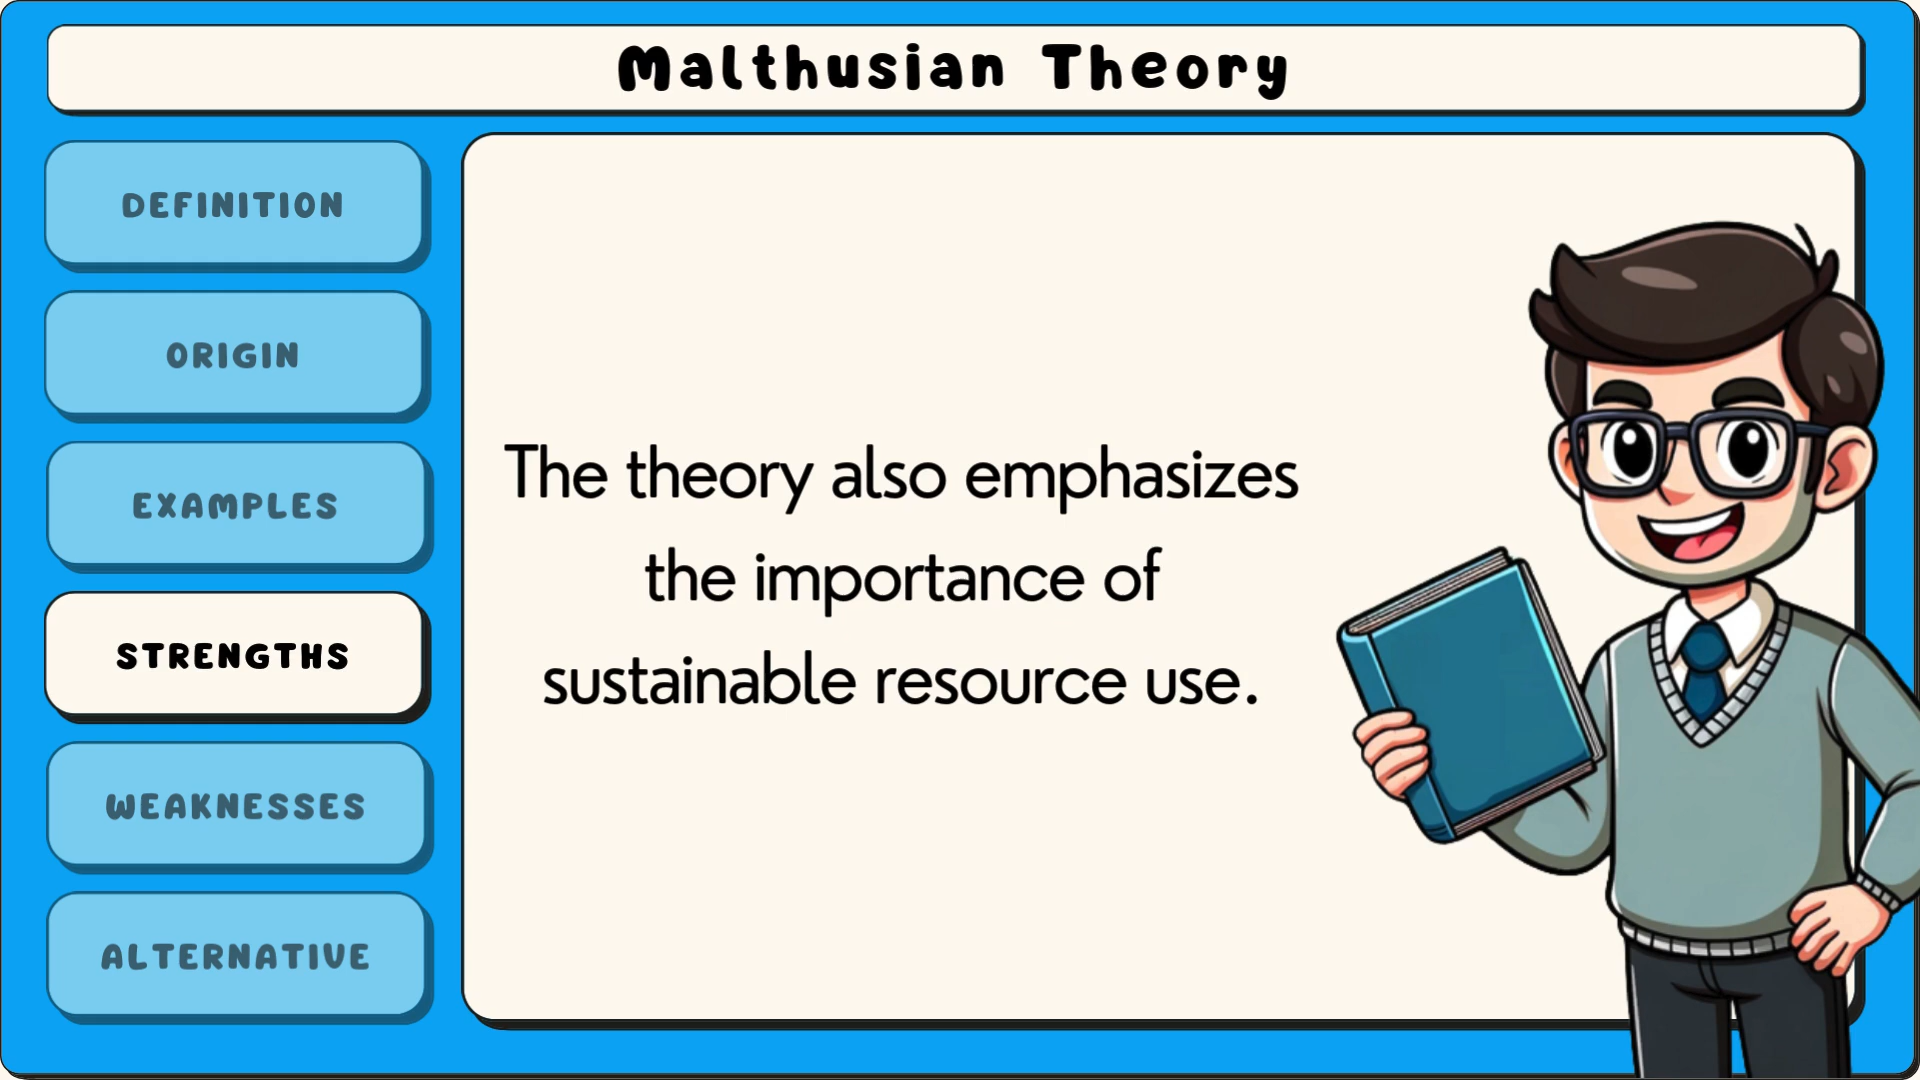 Malthusian Theory
DEFINITION
ORIGIN
EXAMPLES
STRENGTHS
WEAKNESSES
ALTERNATIVE
The theory also emphasizes
the importance of
sustainable resource use.